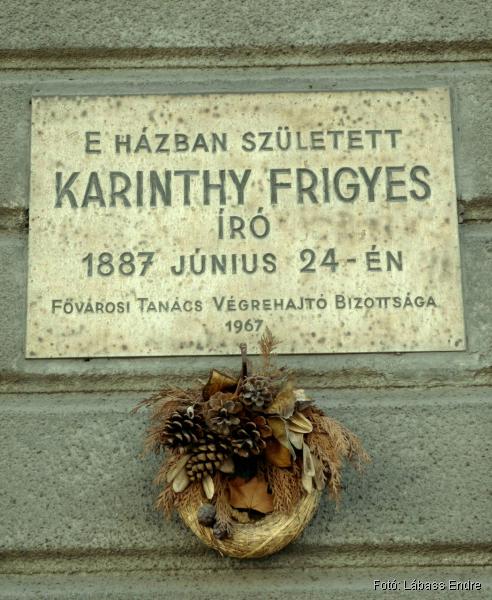 E HÁZBAN SZÜLETETT
KARINTHY FRIGYES
ÍRÓ
1887 JÚNIUS 24-ÉN
FŐVÁROSI TANÁCS VÉGREHAJTÓ BIZOTTSÁGA
1967
Fotó: Lábass Endre